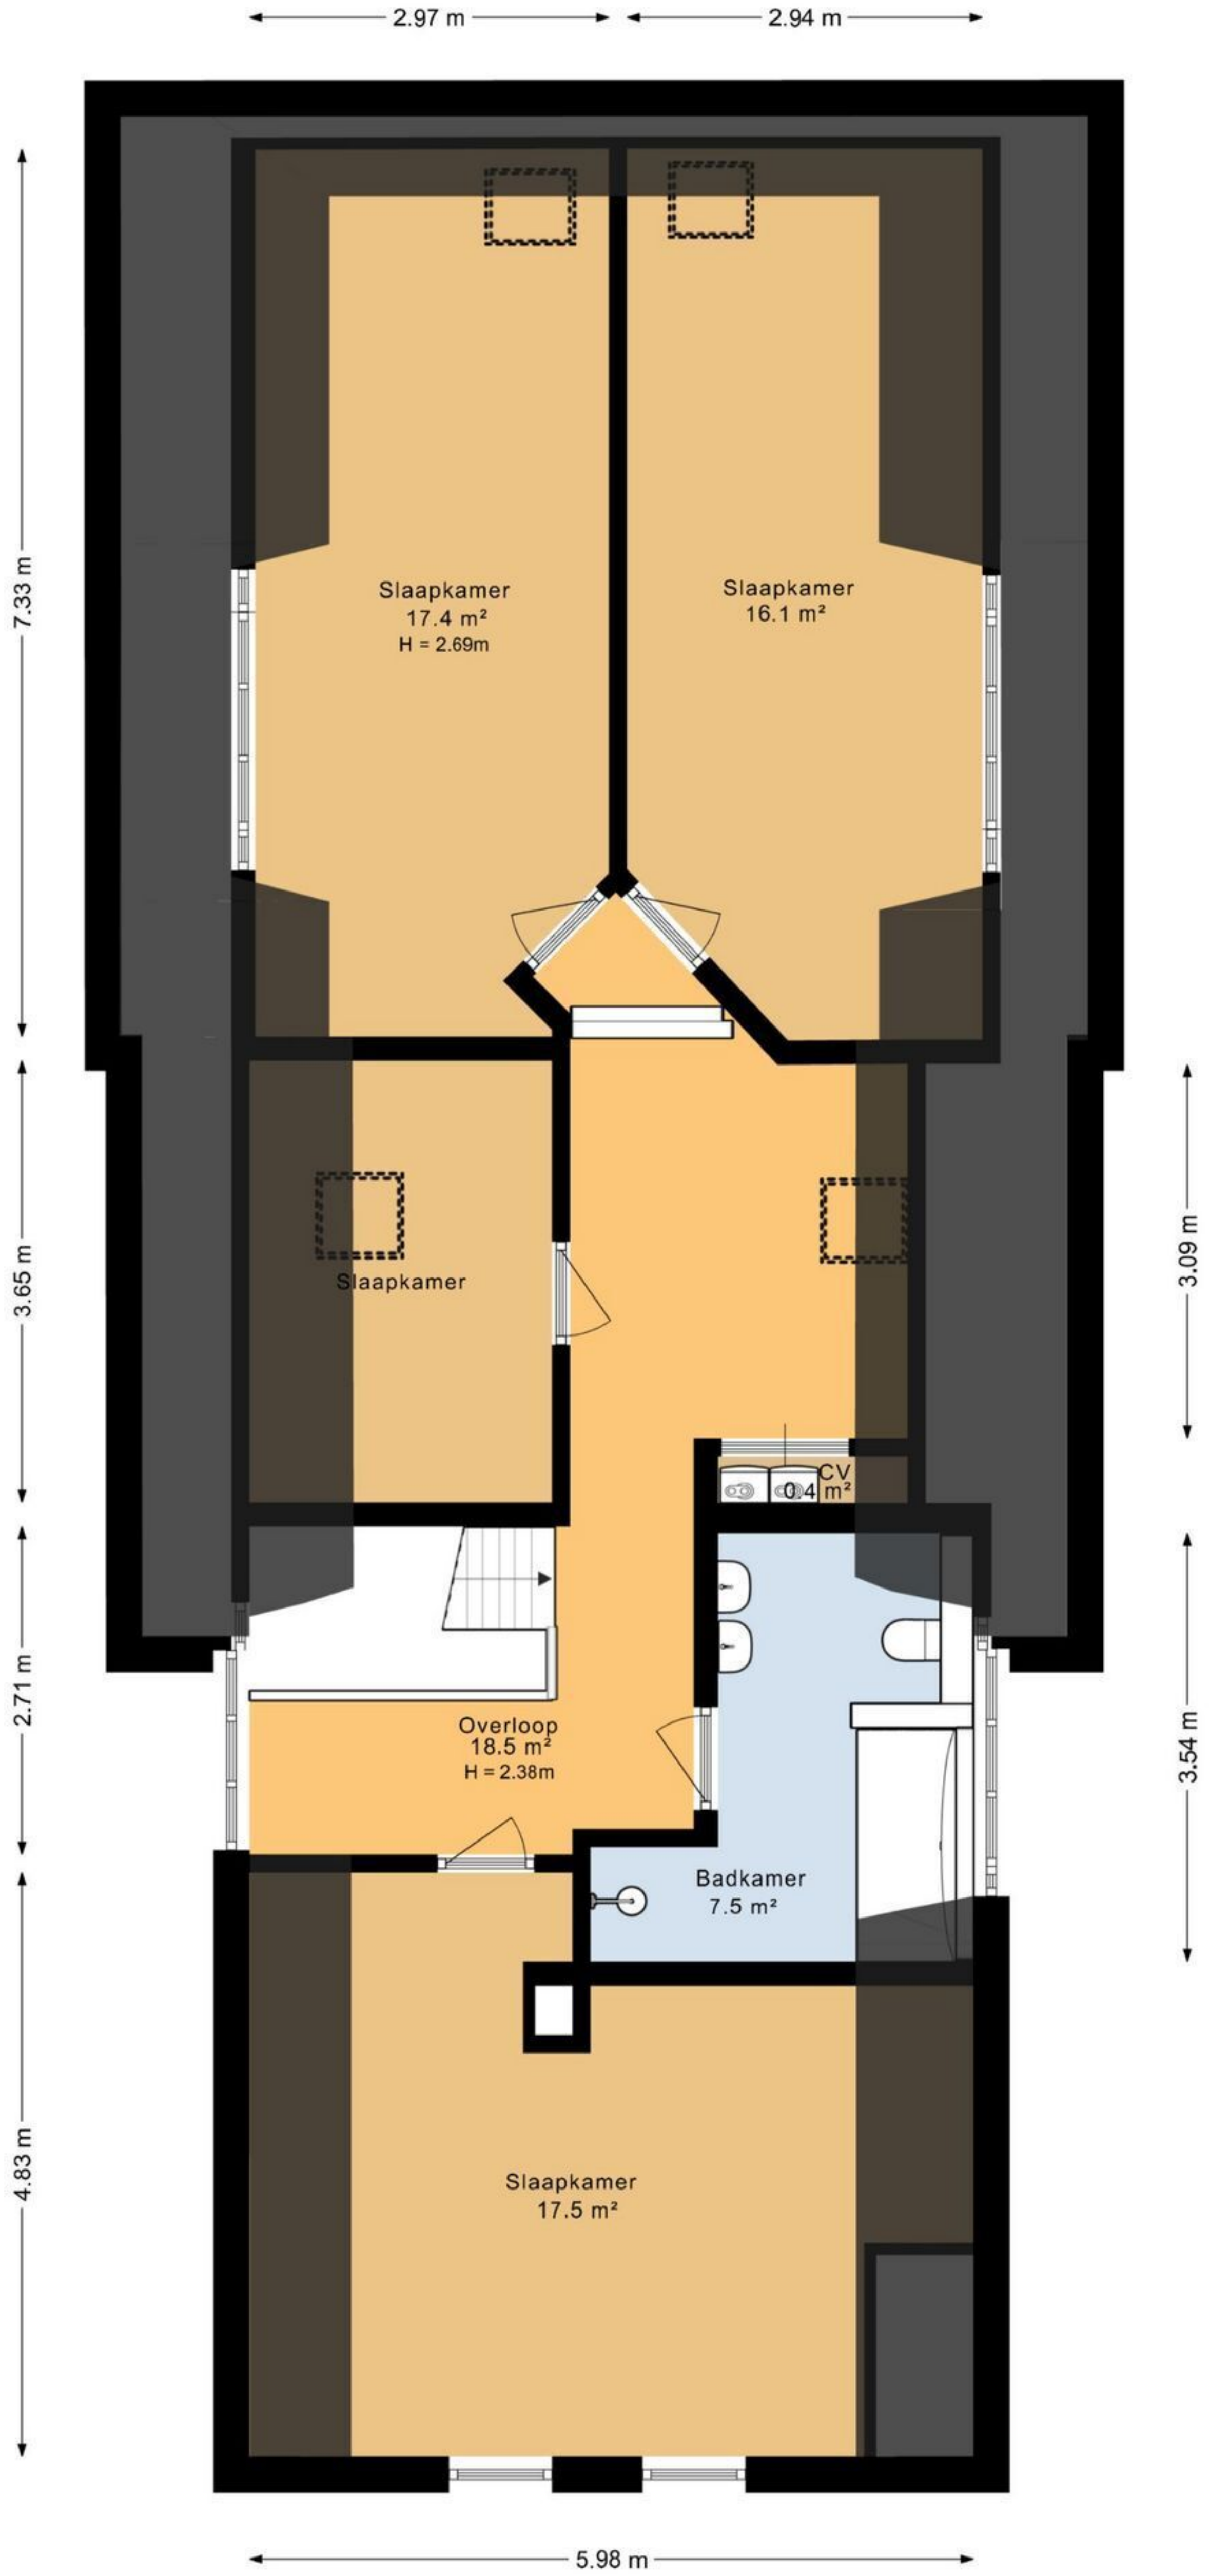 2.97 m
2.94 m
7.33 m
Slaapkamer
17.4 m²
H = 2.69m
Slaapkamer
16.1 m²
3.65 m
Slaapkamer
3.09 m
CV
0.4 m²
2.71 m
Overloop
18.5 m²
H = 2.38m
3.54 m
Badkamer
7.5 m²
4.83 m
Slaapkamer
17.5 m²
5.98 m